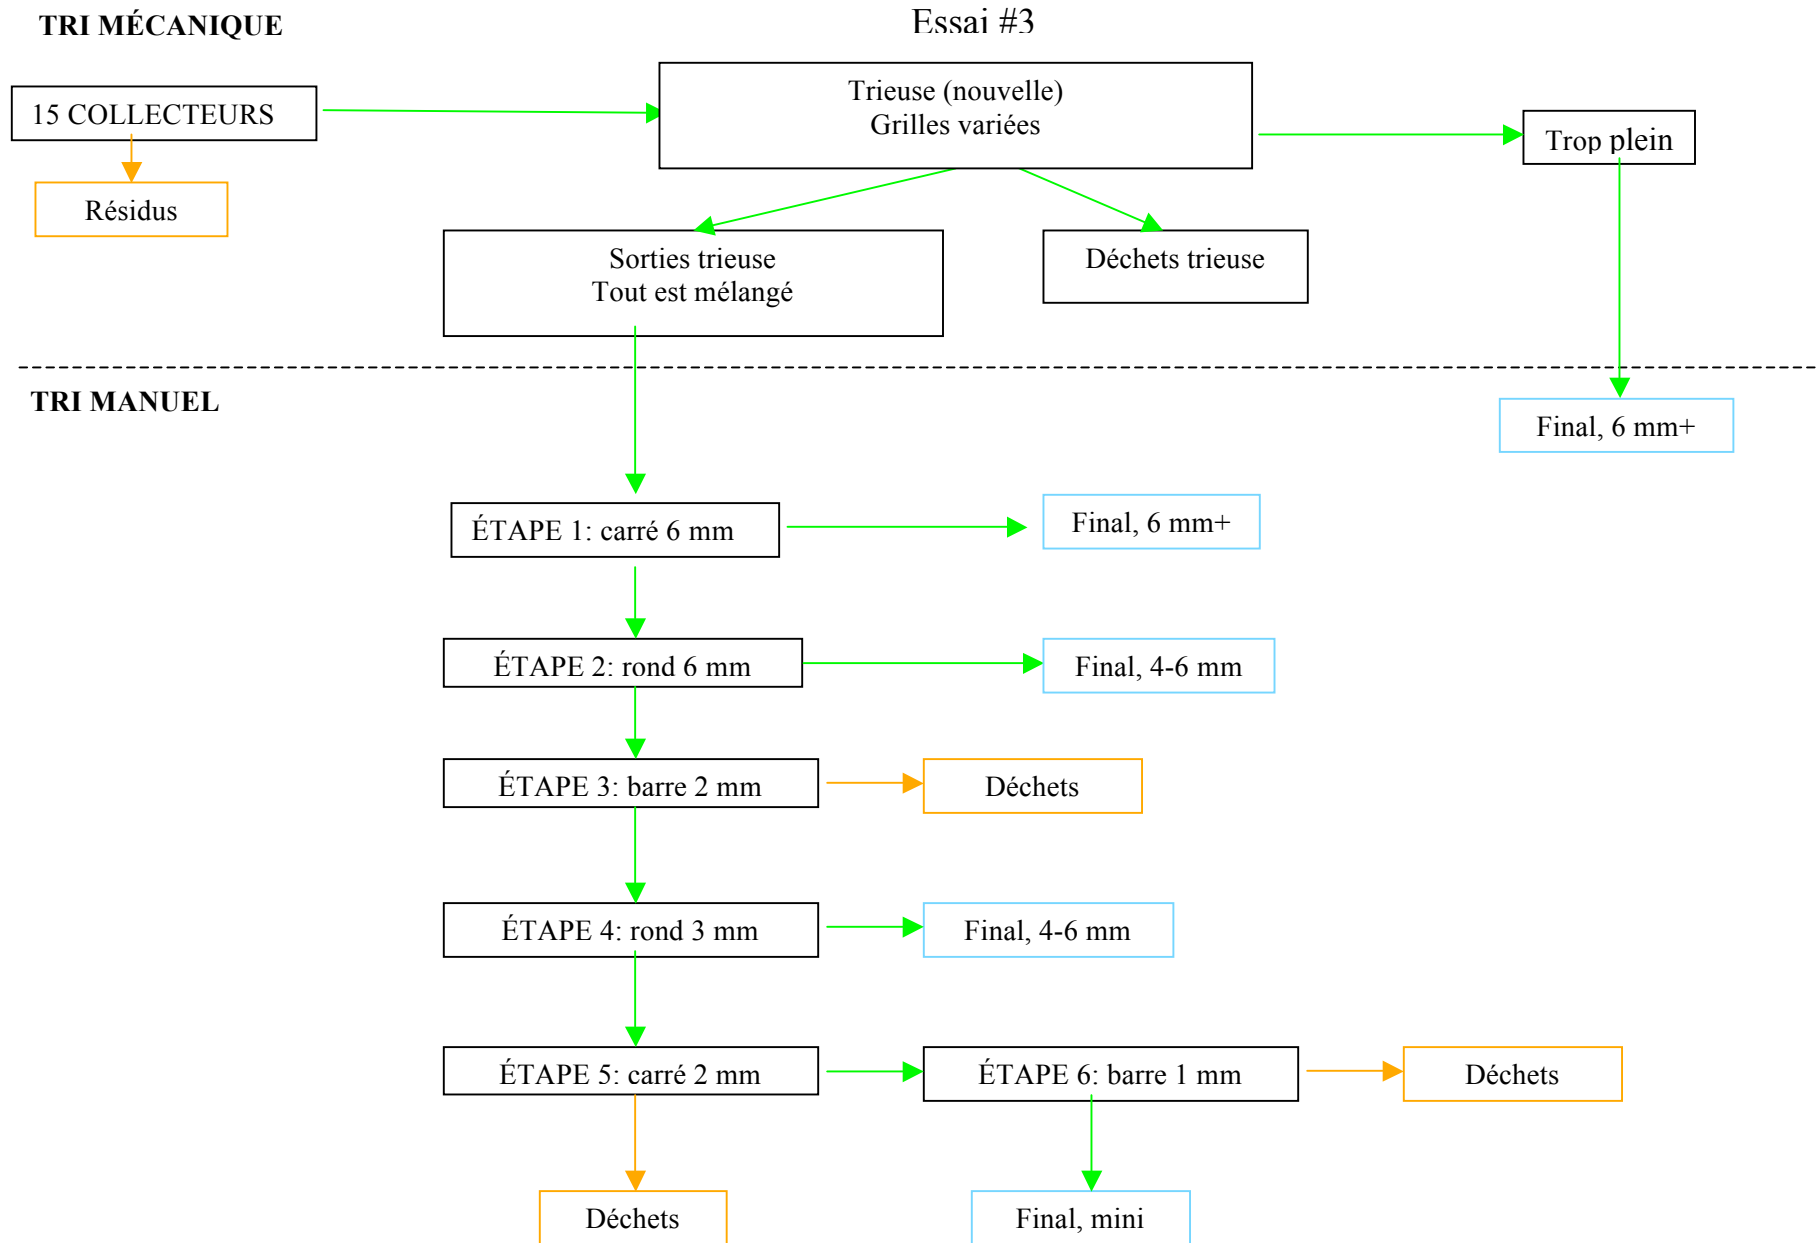 TRI MÉCANIQUE
Essai #3
15 COLLECTEURS
Trieuse (nouvelle)
Grilles variées
Trop plein
Résidus
Sorties trieuse
Tout est mélangé
Déchets trieuse
TRI MANUEL
Final, 6 mm+
ÉTAPE 1: carré 6 mm
Final, 6 mm+
ÉTAPE 2: rond 6 mm
Final, 4-6 mm
ÉTAPE 3: barre 2 mm
Déchets
ÉTAPE 4: rond 3 mm
Final, 4-6 mm
ÉTAPE 5: carré 2 mm
ÉTAPE 6: barre 1 mm
Déchets
Déchets
Final, mini